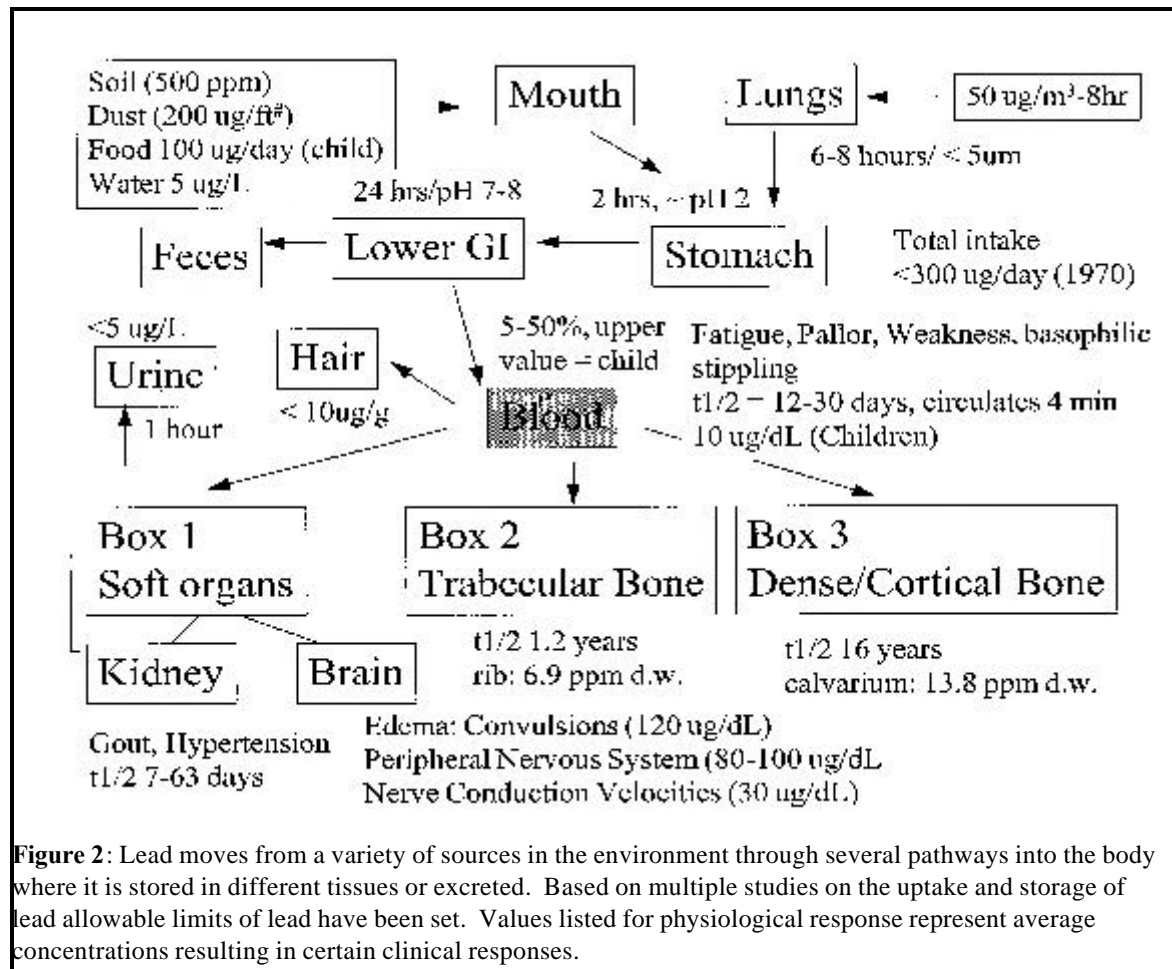 Soil (500 ppm)
Dust (200 ug/ft#)
Food 100 ug/day (child)
Water 5 ug/L
Mouth
Lungs
50 ug/m³-8hr
6-8 hours/ < 5um
24 hrs/pH 7-8
2 hrs, ~pH 2
Feces
Lower GI
Stomach
Total intake
<300 ug/day (1970)
<5 ug/L
Urine
1 hour
Hair
< 10ug/g
5-50%, upper
value = child
Blood
Fatigue, Pallor, Weakness, basophilic
stippling
t1/2 = 12-30 days, circulates 4 min
10 ug/dL (Children)
Box 1
Soft organs
Box 2
Trabecular Bone
Box 3
Dense/Cortical Bone
Kidney
Brain
t1/2 1.2 years
rib: 6.9 ppm d.w.
t1/2 16 years
calvarium: 13.8 ppm d.w.
Gout, Hypertension
t1/2 7-63 days
Edema: Convulsions (120 ug/dL)
Peripheral Nervous System (80-100 ug/dL
Nerve Conduction Velocities (30 ug/dL)
Figure 2: Lead moves from a variety of sources in the environment through several pathways into the body
where it is stored in different tissues or excreted. Based on multiple studies on the uptake and storage of
lead allowable limits of lead have been set. Values listed for physiological response represent average
concentrations resulting in certain clinical responses.